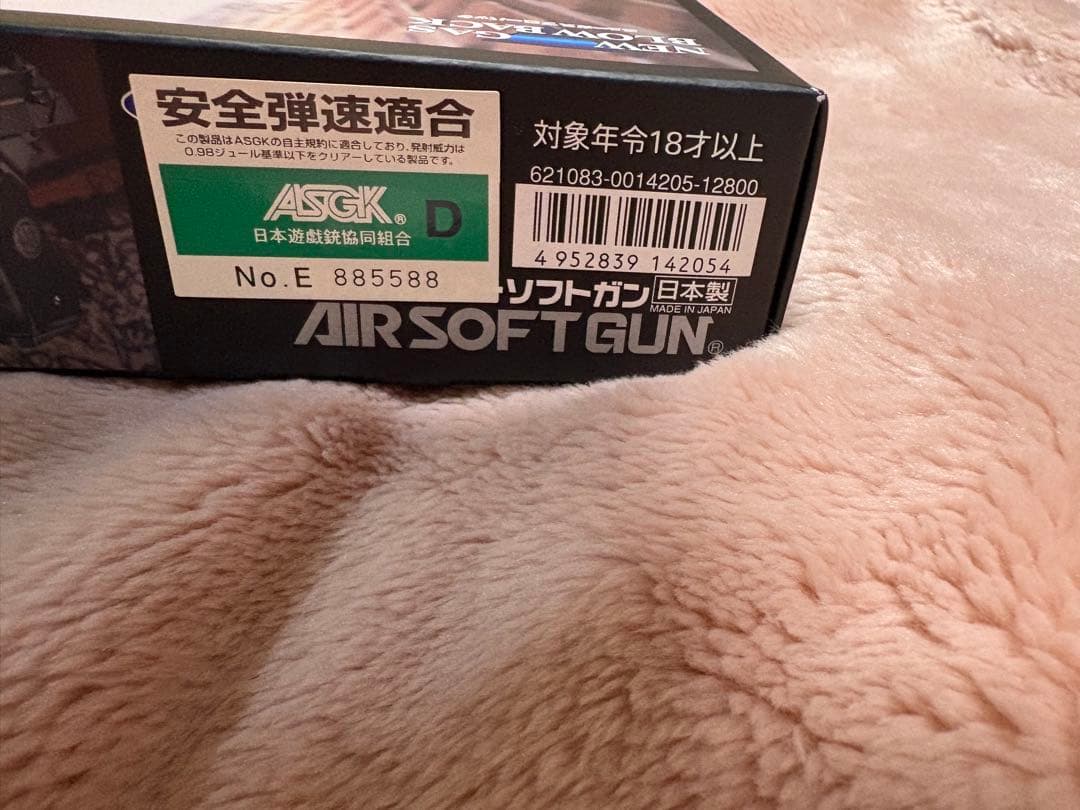 NEW GAS
BLOW BACK
安全弾速適合
この製品はASGKの自主規約に適合しており、発射威力は
0.98ジュール基準以下をクリアーしている製品です。
ASGK® D
日本遊戯銃協同組合
No.E 885588
対象年令18才以上
621083-0014205-12800
4 952839 142054
ーソフトガン 日本製
MADE IN JAPAN
AIRSOFTGUN®